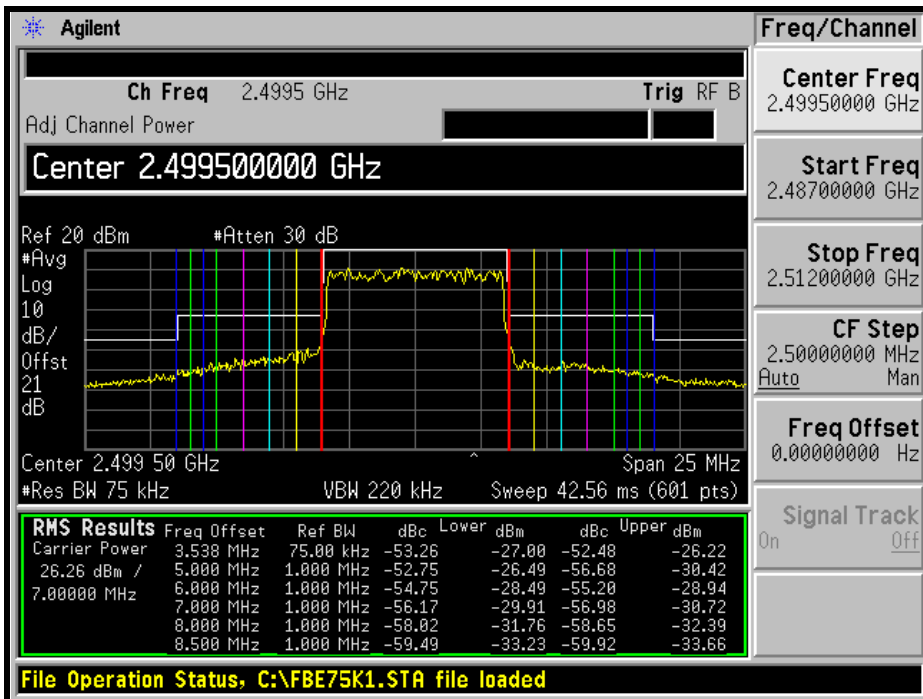 Agilent
Freq/Channel
Ch Freq 2.4995 GHz Trig RF B
Adj Channel Power
Center 2.499500000 GHz
Center Freq
2.49950000 GHz
Start Freq
2.48700000 GHz
Stop Freq
2.51200000 GHz
CF Step
2.50000000 MHz
Auto Man
Freq Offset
0.00000000 Hz
Signal Track
On Off
Ref 20 dBm #Atten 30 dB
#Avg
Log
10
dB/
Offst
21
dB
Center 2.499 50 GHz ^ Span 25 MHz
#Res BW 75 kHz VBW 220 kHz Sweep 42.56 ms (601 pts)
RMS Results Freq Offset Ref BW dBc Lower dBm dBc Upper dBm
Carrier Power 3.538 MHz 75.00 kHz -53.26 -27.00 -52.48 -26.22
26.26 dBm / 5.000 MHz 1.000 MHz -52.75 -26.49 -56.68 -30.42
7.00000 MHz 6.000 MHz 1.000 MHz -54.75 -28.49 -55.20 -28.94
7.000 MHz 1.000 MHz -56.17 -29.91 -56.98 -30.72
8.000 MHz 1.000 MHz -58.02 -31.76 -58.65 -32.39
8.500 MHz 1.000 MHz -59.49 -33.23 -59.92 -33.66
File Operation Status, C:\FBE75K1.STA file loaded